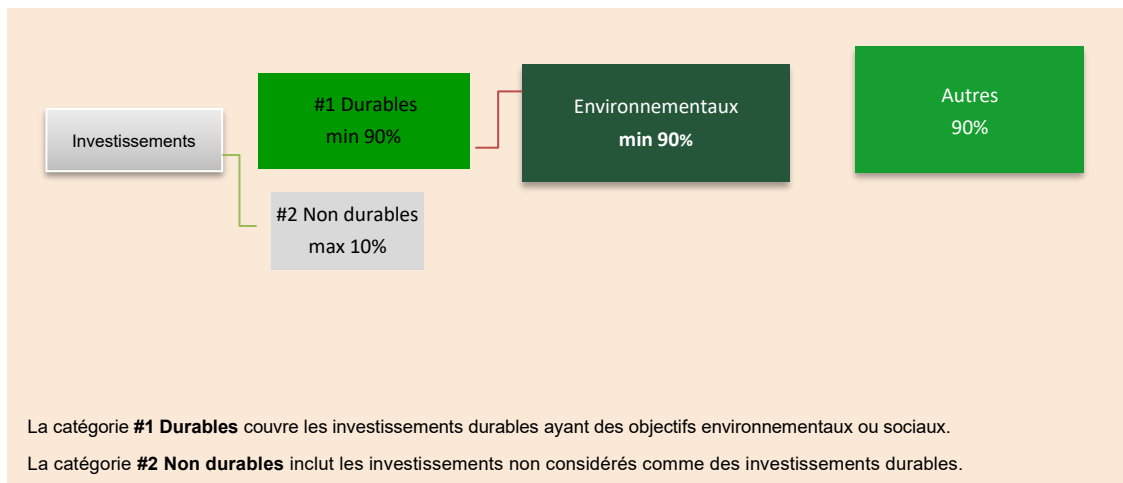 Investissements
#1 Durables
min 90%
#2 Non durables
max 10%
Environnementaux
min 90%
Autres
90%
La catégorie #1 Durables couvre les investissements durables ayant des objectifs environnementaux ou sociaux.
La catégorie #2 Non durables inclut les investissements non considérés comme des investissements durables.